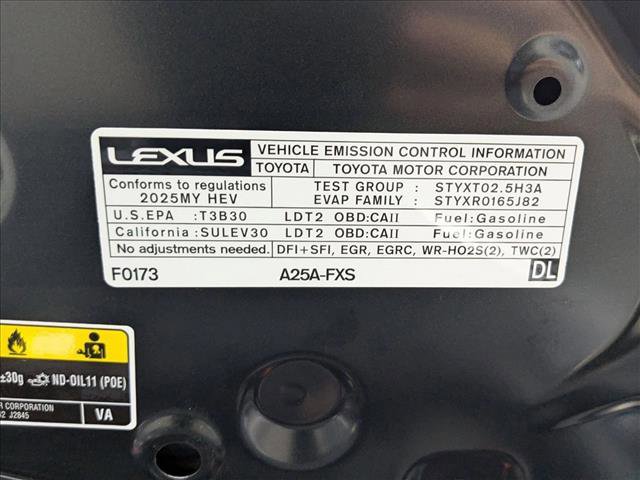 LEXUS
VEHICLE EMISSION CONTROL INFORMATION
TOYOTA
TOYOTA MOTOR CORPORATION
Conforms to regulations
2025MY HEV
TEST GROUP : STYXT02.5H3A
EVAP FAMILY : STYXR0165J82
U.S.EPA :T3B30 LDT2 OBD:CAII Fuel:Gasoline
California :SULEV30 LDT2 OBD:CAII Fuel:Gasoline
No adjustments needed. DFI+SFI, EGR, EGRC, WR-HO2S(2), TWC(2)
F0173 A25A-FXS DL
±30g ND-OIL11 (POE)
CORPORATION
J2845
VA